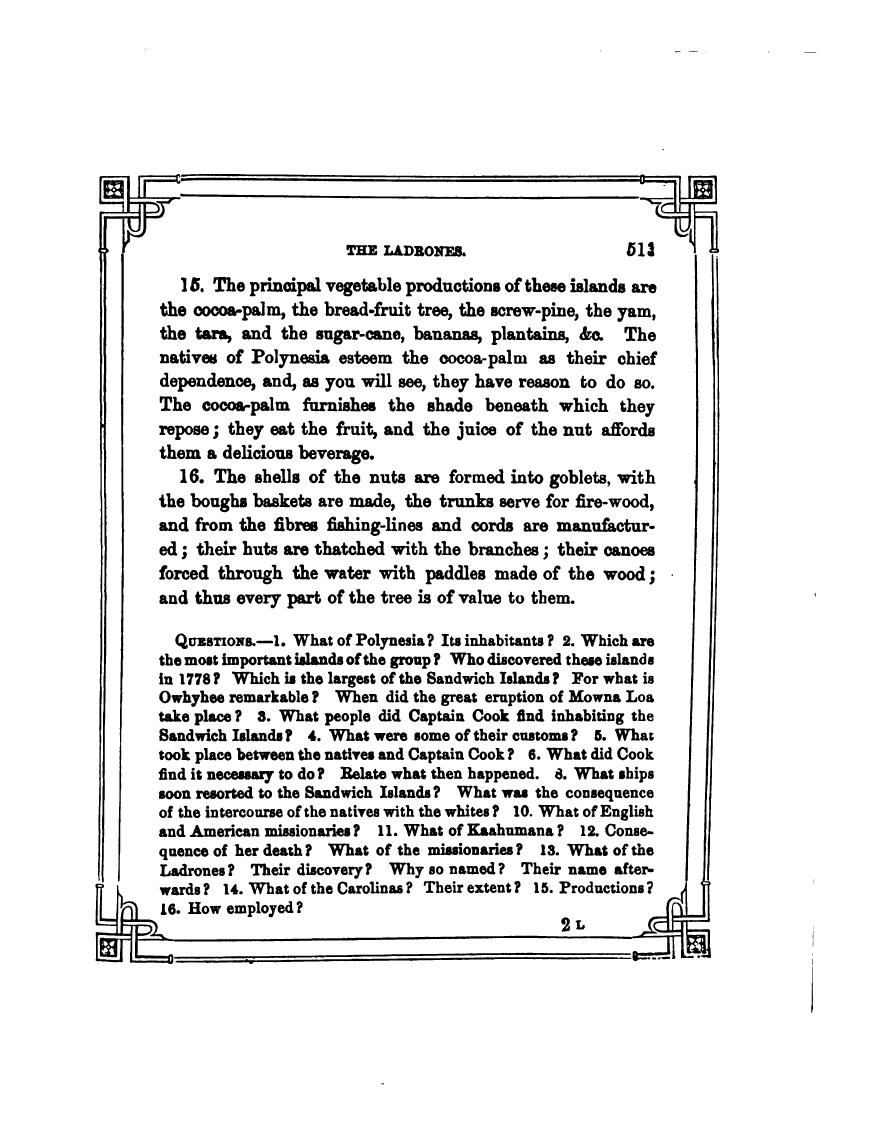 THE LADRONES. 513
15. The principal vegetable productions of these islands are
the cocoa-palm, the bread-fruit tree, the screw-pine, the yam,
the tara, and the sugar-cane, bananas, plantains, &c. The
natives of Polynesia esteem the cocoa-palm as their chief
dependence, and, as you will see, they have reason to do so.
The cocoa-palm furnishes the shade beneath which they
repose; they eat the fruit, and the juice of the nut affords
them a delicious beverage.
16. The shells of the nuts are formed into goblets, with
the boughs baskets are made, the trunks serve for fire-wood,
and from the fibres fishing-lines and cords are manufactur-
ed; their huts are thatched with the branches; their canoes
forced through the water with paddles made of the wood;
and thus every part of the tree is of value to them.
QUESTIONS.—1. What of Polynesia? Its inhabitants? 2. Which are
the most important islands of the group? Who discovered these islands
in 1778? Which is the largest of the Sandwich Islands? For what is
Owhyhee remarkable? When did the great eruption of Mowna Loa
take place? 3. What people did Captain Cook find inhabiting the
Sandwich Islands? 4. What were some of their customs? 5. What
took place between the natives and Captain Cook? 6. What did Cook
find it necessary to do? Relate what then happened. 8. What ships
soon resorted to the Sandwich Islands? What was the consequence
of the intercourse of the natives with the whites? 10. What of English
and American missionaries? 11. What of Kaahumana? 12. Conse-
quence of her death? What of the missionaries? 13. What of the
Ladrones? Their discovery? Why so named? Their name after-
wards? 14. What of the Carolinas? Their extent? 15. Productions?
16. How employed?
2 L